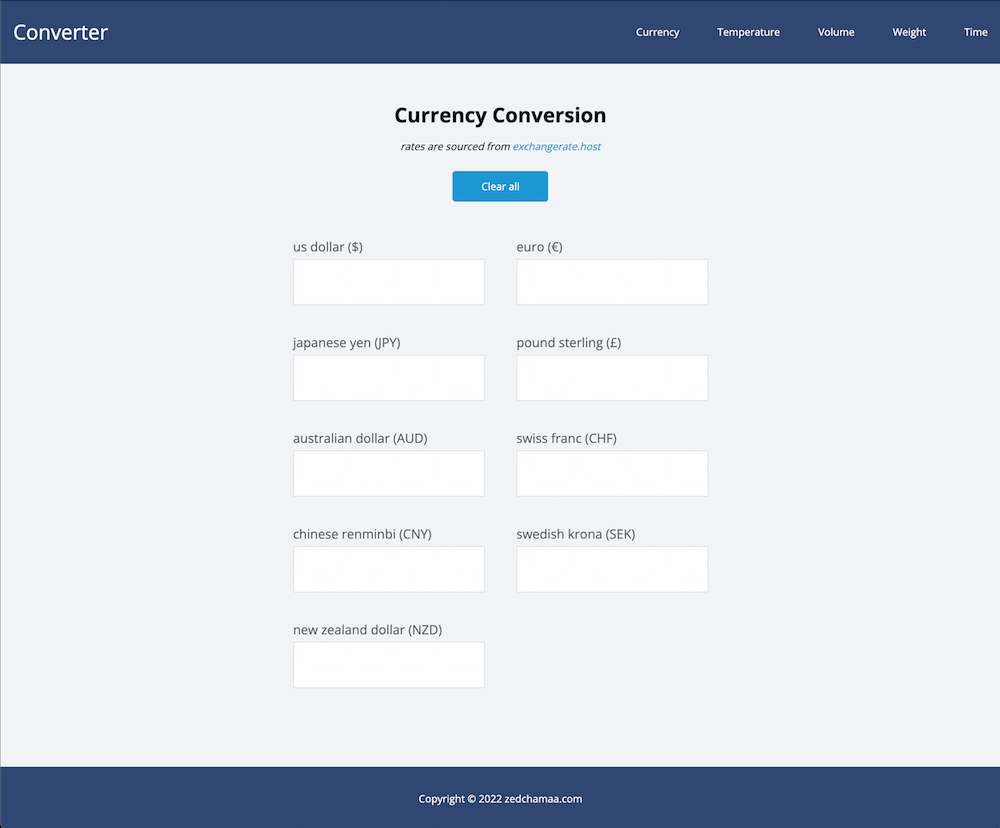 Converter
Currency Temperature Volume Weight Time
Currency Conversion
rates are sourced from exchangerate.host
Clear all
us dollar ($) euro (€)
japanese yen (JPY) pound sterling (£)
australian dollar (AUD) swiss franc (CHF)
chinese renminbi (CNY) swedish krona (SEK)
new zealand dollar (NZD)
Copyright © 2022 zedchamaa.com